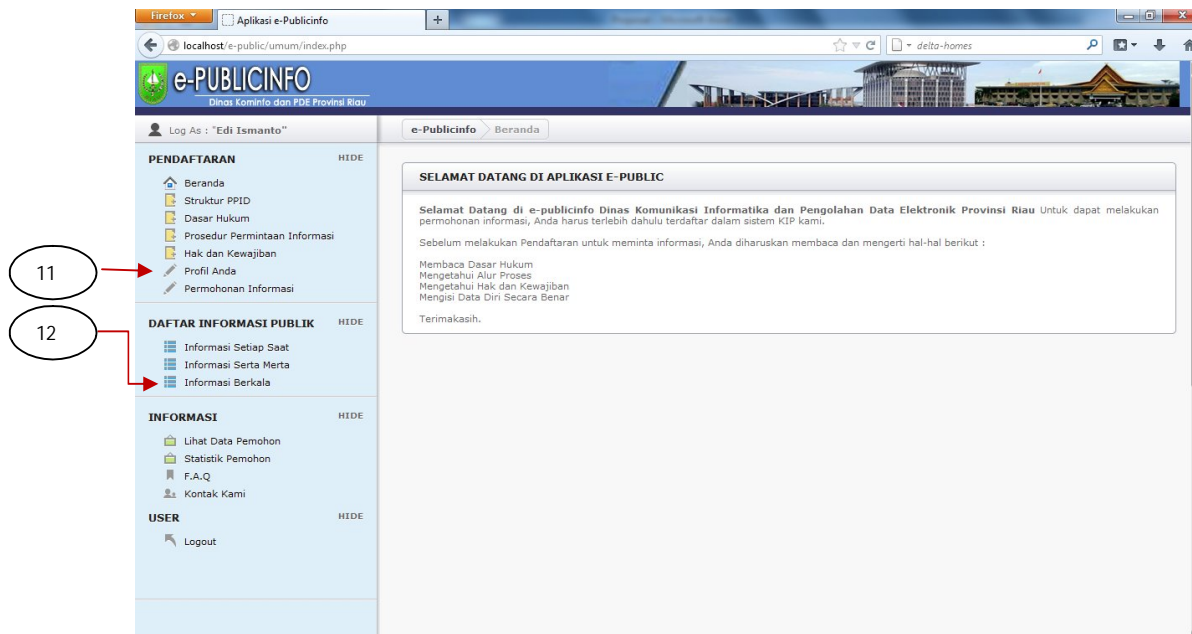 Firefox
Aplikasi e-Publicinfo
+
localhost/e-public/umum/index.php
delta-homes
e-PUBLICINFO
Dinas Kominfo dan PDE Provinsi Riau
Log As : "Edi Ismanto"
e-Publicinfo
Beranda
PENDAFTARAN
HIDE
Beranda
Struktur PPID
Dasar Hukum
Prosedur Permintaan Informasi
Hak dan Kewajiban
11
Profil Anda
Permohonan Informasi
DAFTAR INFORMASI PUBLIK
HIDE
12
Informasi Setiap Saat
Informasi Serta Merta
Informasi Berkala
INFORMASI
HIDE
Lihat Data Pemohon
Statistik Pemohon
F.A.Q
Kontak Kami
USER
HIDE
Logout
SELAMAT DATANG DI APLIKASI E-PUBLIC
Selamat Datang di e-publicinfo Dinas Komunikasi Informatika dan Pengolahan Data Elektronik Provinsi Riau Untuk dapat melakukan
permohonan informasi, Anda harus terlebih dahulu terdaftar dalam sistem KIP kami.
Sebelum melakukan Pendaftaran untuk meminta informasi, Anda diharuskan membaca dan mengerti hal-hal berikut :
Membaca Dasar Hukum
Mengetahui Alur Proses
Mengetahui Hak dan Kewajiban
Mengisi Data Diri Secara Benar
Terimakasih.